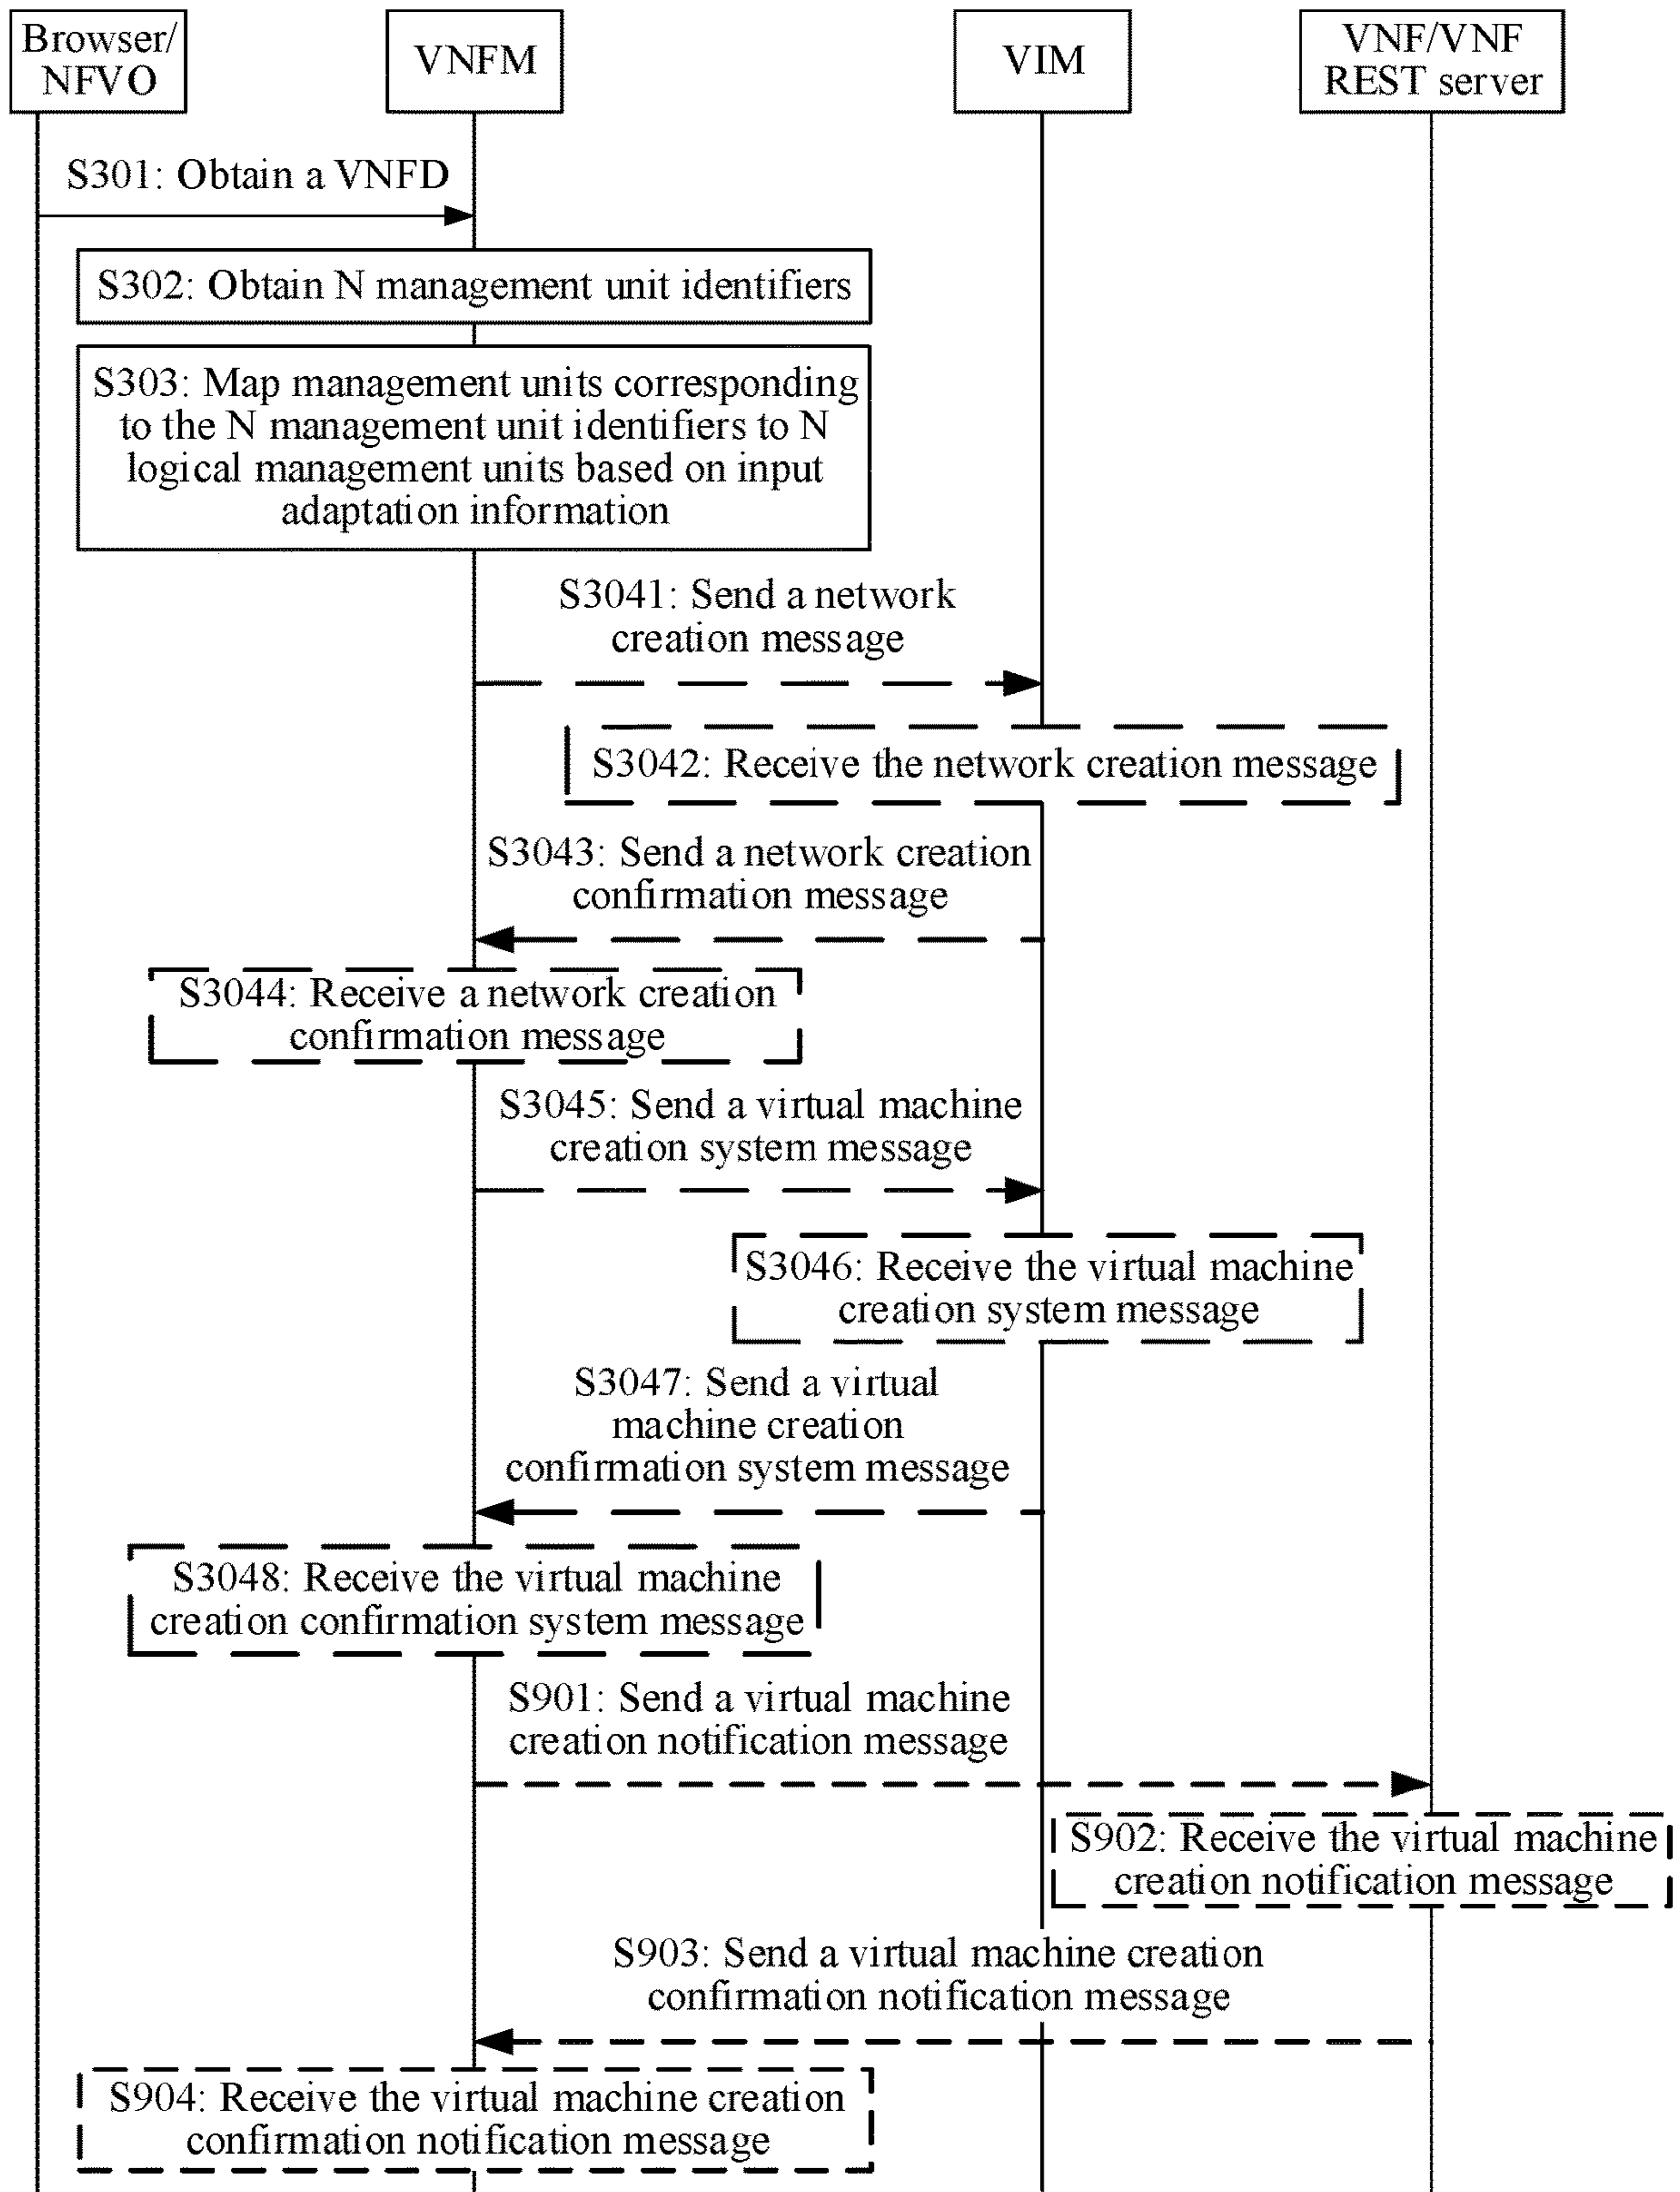 Browser/
NFVO
VNFM
VIM
VNF/VNF
REST server
S301: Obtain a VNFD
S302: Obtain N management unit identifiers
S303: Map management units corresponding
to the N management unit identifiers to N
logical management units based on input
adaptation information
S3041: Send a network
creation message
S3042: Receive the network creation message
S3043: Send a network creation
confirmation message
S3044: Receive a network creation
confirmation message
S3045: Send a virtual machine
creation system message
S3046: Receive the virtual machine
creation system message
S3047: Send a virtual
machine creation
confirmation system message
S3048: Receive the virtual machine
creation confirmation system message
S901: Send a virtual machine
creation notification message
S902: Receive the virtual machine
creation notification message
S903: Send a virtual machine creation
confirmation notification message
S904: Receive the virtual machine creation
confirmation notification message